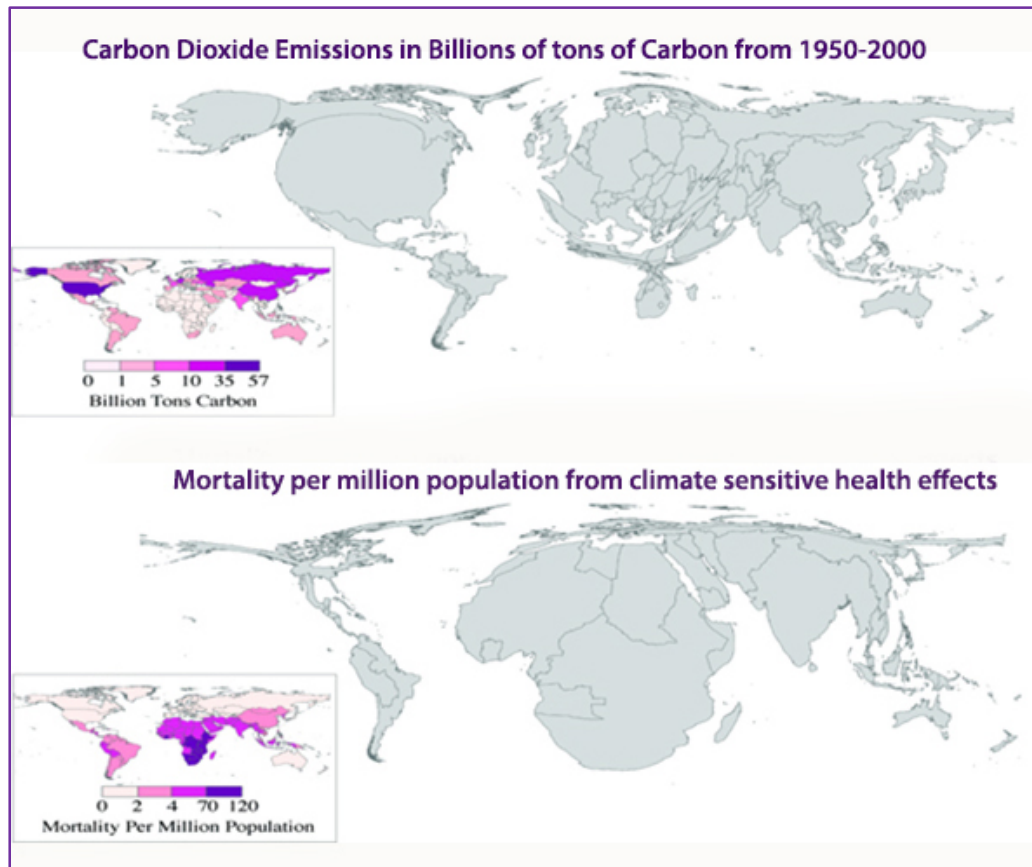 Carbon Dioxide Emissions in Billions of tons of Carbon from 1950-2000
0 1 5 10 35 57
Billion Tons Carbon
Mortality per million population from climate sensitive health effects
0 2 4 70 120
Mortality Per Million Population